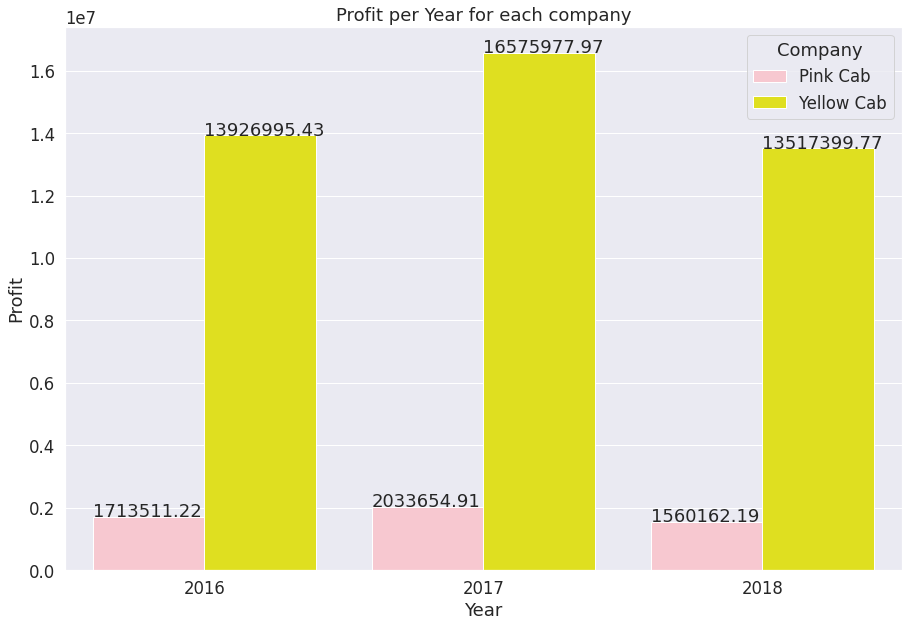 Profit per Year for each company
1e7
16575977.97
13926995.43
13517399.77
1713511.22
2033654.91
1560162.19
Company
Pink Cab
Yellow Cab
1.6
1.4
1.2
1.0
0.8
0.6
0.4
0.2
0.0
Profit
2016
2017
2018
Year